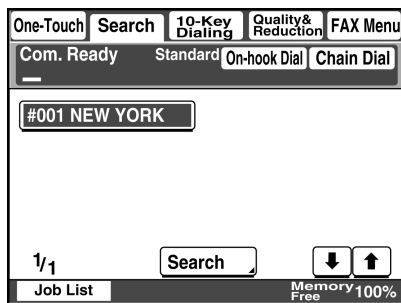 One-Touch Search 10-Key Dialing Quality& Reduction FAX Menu
Com. Ready Standard On-hook Dial Chain Dial
#001 NEW YORK
1/1 Search
Job List Memory Free 100%